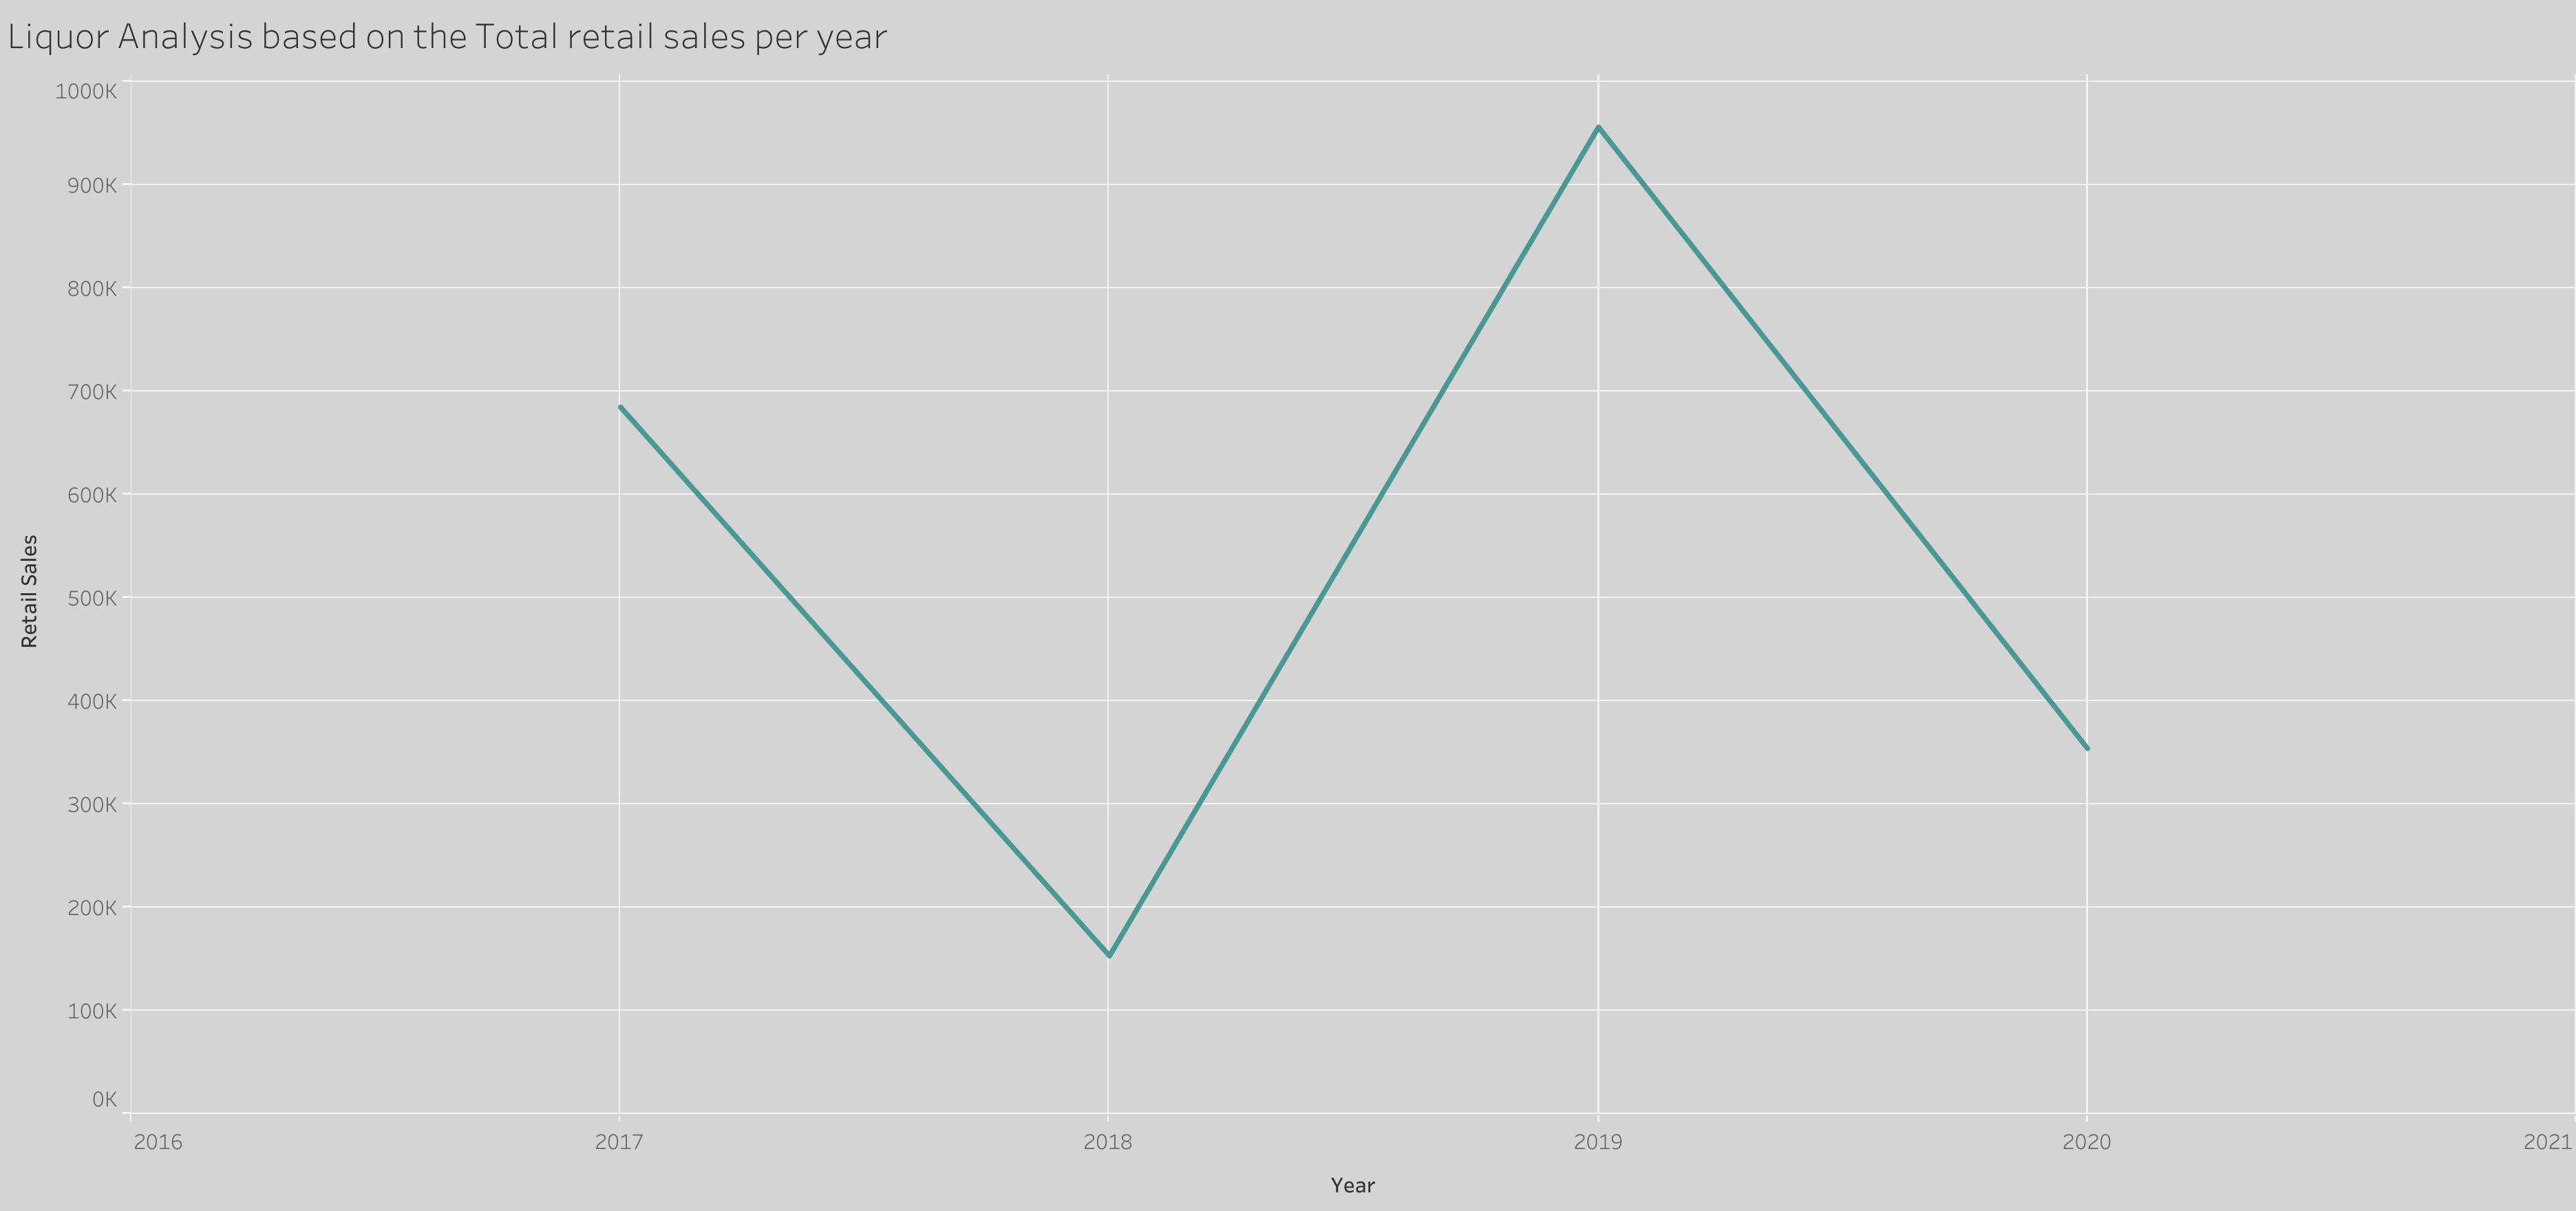 Liquor Analysis based on the Total retail sales per year
1000K
900K
800K
700K
600K
500K
400K
300K
200K
100K
0K
Retail Sales
2016 2017 2018 2019 2020 2021
Year